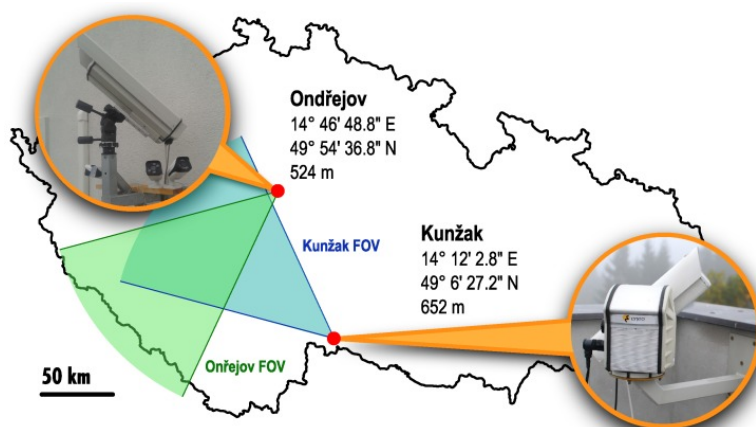 Ondřejov
14° 46' 48.8" E
49° 54' 36.8" N
524 m
Kunžak FOV
Kunžak
14° 12' 2.8" E
49° 6' 27.2" N
652 m
Onřejov FOV
50 km